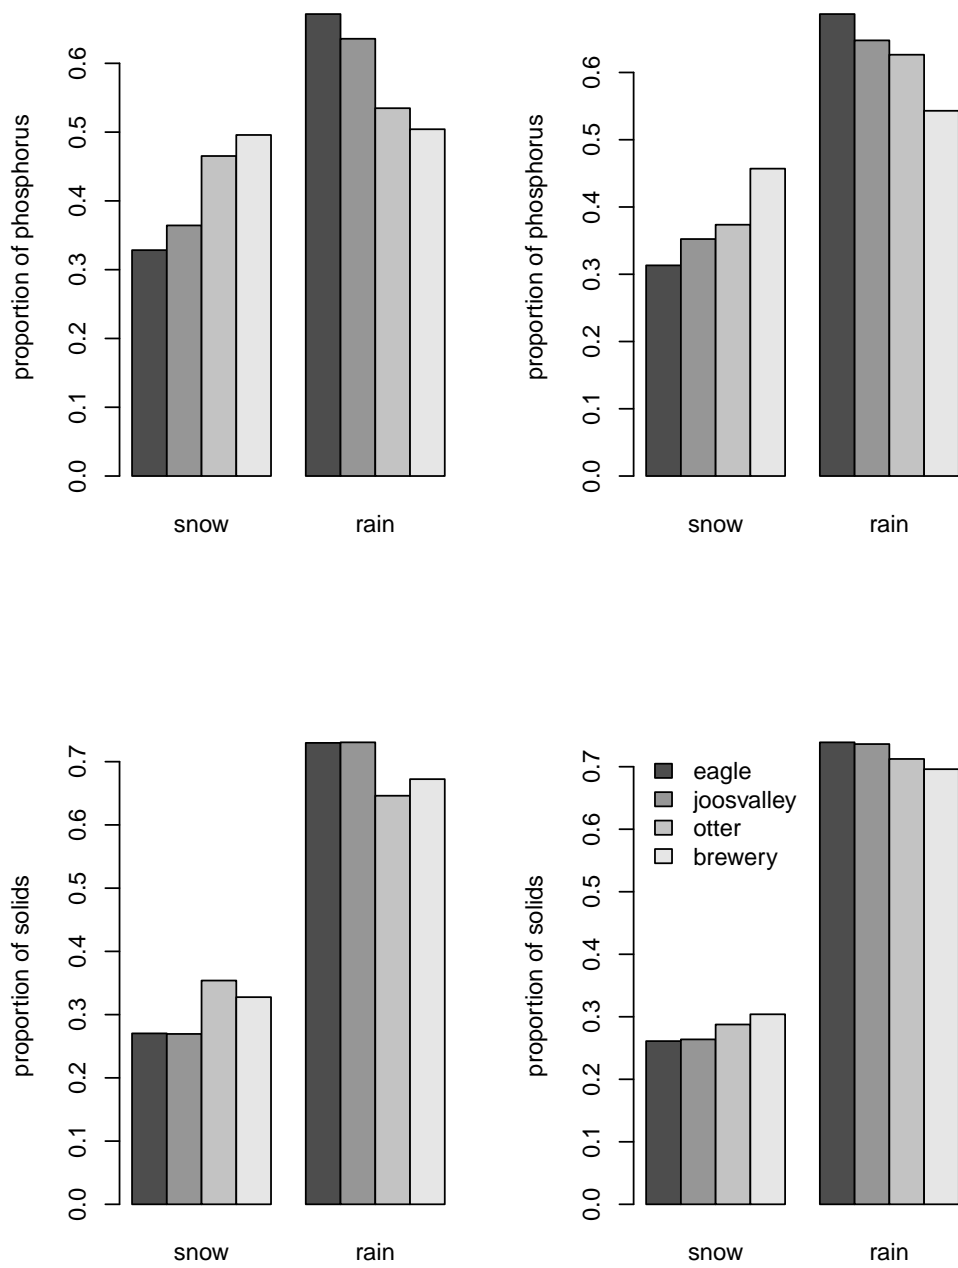 proportion of phosphorus
0.0 0.1 0.2 0.3 0.4 0.5 0.6
snow rain
proportion of phosphorus
0.0 0.1 0.2 0.3 0.4 0.5 0.6
snow rain
proportion of solids
0.0 0.1 0.2 0.3 0.4 0.5 0.6 0.7
snow rain
proportion of solids
0.0 0.1 0.2 0.3 0.4 0.5 0.6 0.7
eagle
joosvalley
otter
brewery
snow rain